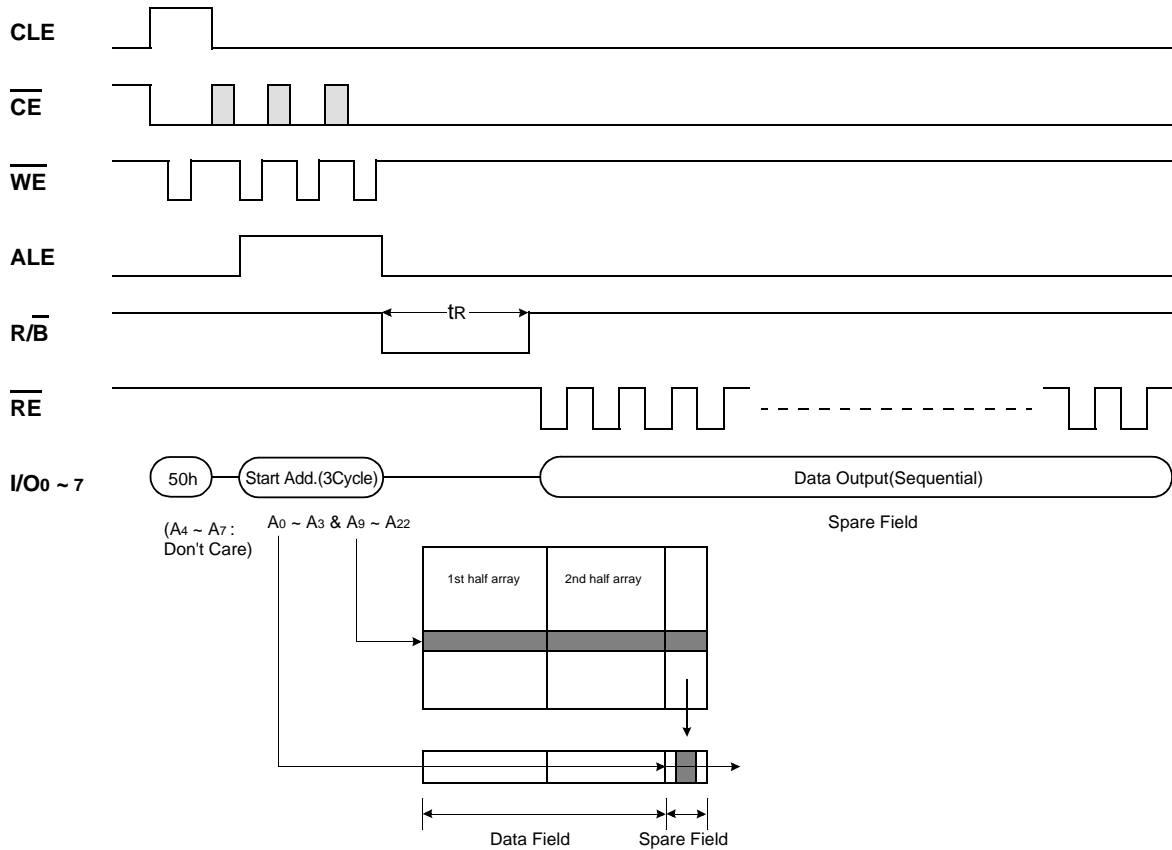 CLE
CE
WE
ALE
R/B
tR
RE
I/O0 ~ 7
50h
Start Add.(3Cycle)
Data Output(Sequential)
(A4 ~ A7 :
Don't Care)
A0 ~ A3 & A9 ~ A22
Spare Field
1st half array
2nd half array
Data Field
Spare Field